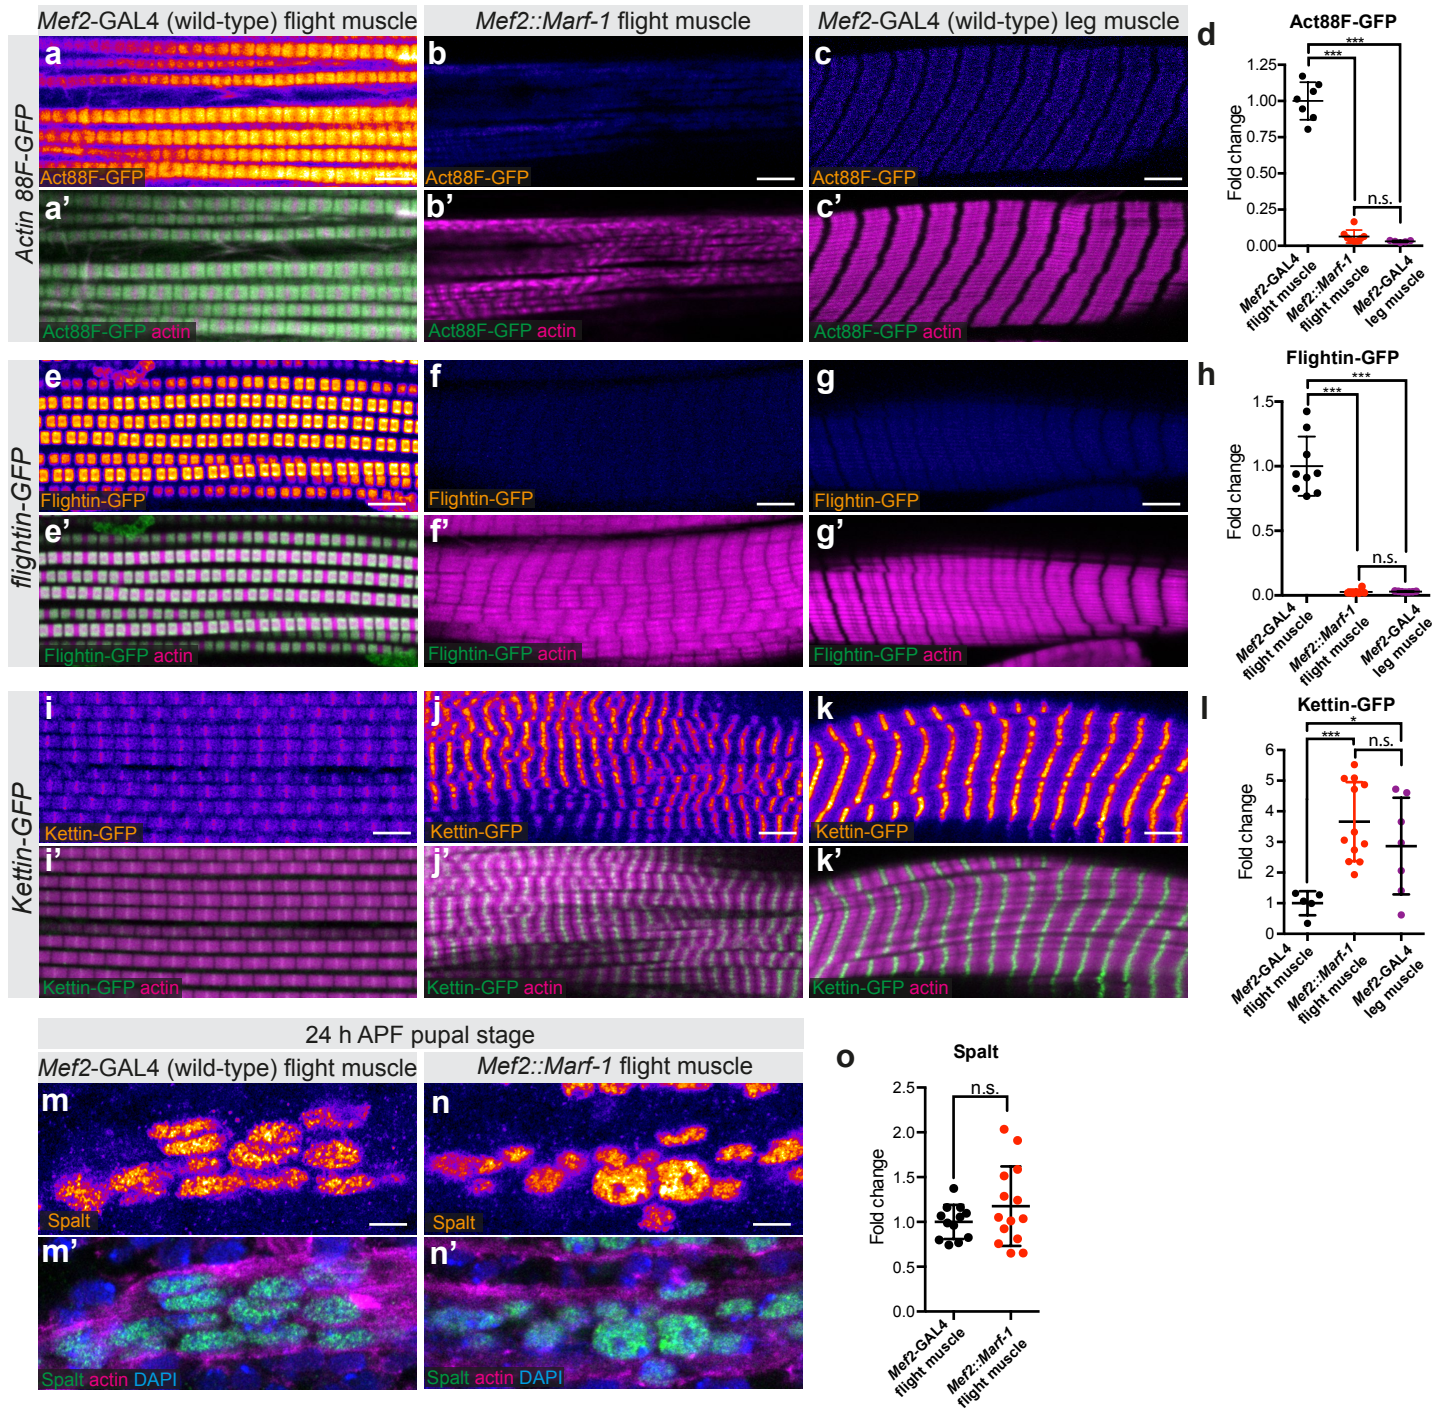 Mef2-GAL4 (wild-type) flight muscle
Mef2::Marf-1 flight muscle
Mef2-GAL4 (wild-type) leg muscle
Actin 88F-GFP
a
Act88F-GFP
b
Act88F-GFP
c
Act88F-GFP
a'
Act88F-GFP actin
b'
Act88F-GFP actin
c'
Act88F-GFP actin
d
Act88F-GFP
***
***
n.s.
Fold change
1.25
1.00
0.75
0.50
0.25
0.00
Mef2-GAL4
flight muscle
Mef2::Marf-1
flight muscle
Mef2-GAL4
leg muscle
flightin-GFP
e
Flightin-GFP
f
Flightin-GFP
g
Flightin-GFP
e'
Flightin-GFP actin
f'
Flightin-GFP actin
g'
Flightin-GFP actin
h
Flightin-GFP
***
***
n.s.
Fold change
1.5
1.0
0.5
0.0
Mef2-GAL4
flight muscle
Mef2::Marf-1
flight muscle
Mef2-GAL4
leg muscle
Kettin-GFP
i
Kettin-GFP
j
Kettin-GFP
k
Kettin-GFP
i'
Kettin-GFP actin
j'
Kettin-GFP actin
k'
Kettin-GFP actin
l
Kettin-GFP
*
***
n.s.
Fold change
6
5
4
3
2
1
0
Mef2-GAL4
flight muscle
Mef2::Marf-1
flight muscle
Mef2-GAL4
leg muscle
24 h APF pupal stage
Mef2-GAL4 (wild-type) flight muscle
Mef2::Marf-1 flight muscle
m
Spalt
n
Spalt
m'
Spalt actin DAPI
n'
Spalt actin DAPI
o
Spalt
n.s.
Fold change
2.5
2.0
1.5
1.0
0.5
0.0
Mef2-GAL4
flight muscle
Mef2::Marf-1
flight muscle